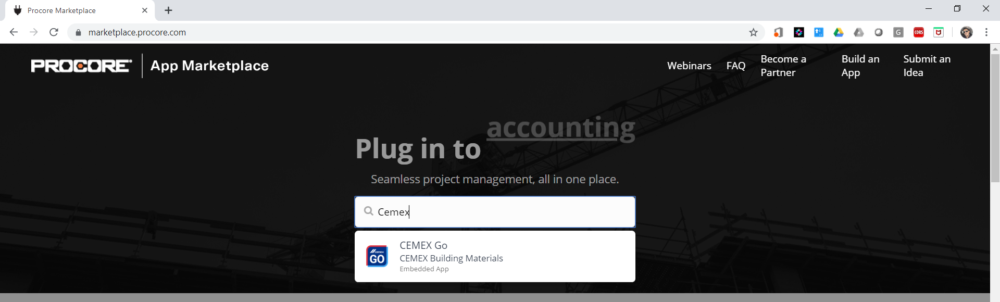 Procore Marketplace
marketplace.procore.com
G
CORS
PROCORE® App Marketplace
Webinars
FAQ
Become a
Partner
Build an
App
Submit an
Idea
Plug in to accounting
Seamless project management, all in one place.
Cemex
CEMEX
GO
CEMEX Go
CEMEX Building Materials
Embedded App